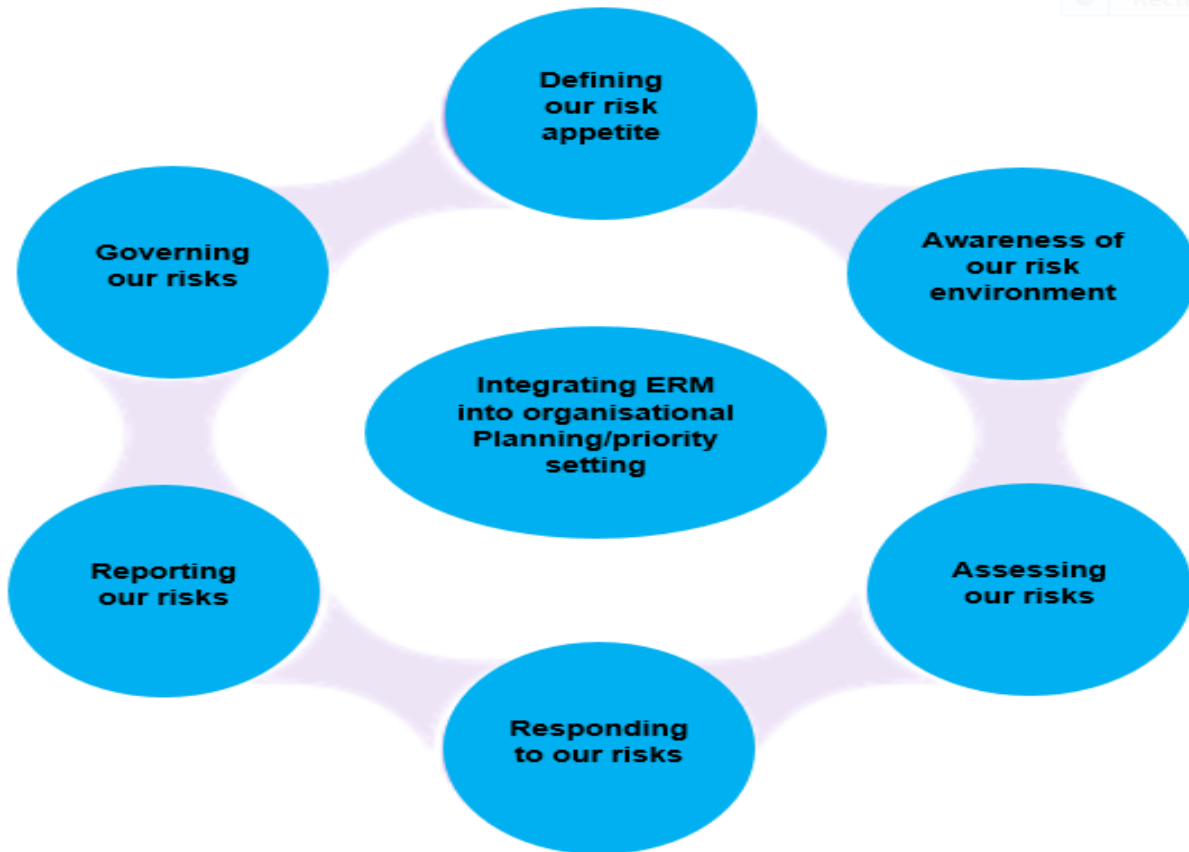 Defining
our risk
appetite
Awareness of
our risk
environment
Governing
our risks
Integrating ERM
into organisational
Planning/priority
setting
Assessing
our risks
Reporting
our risks
Responding
to our risks